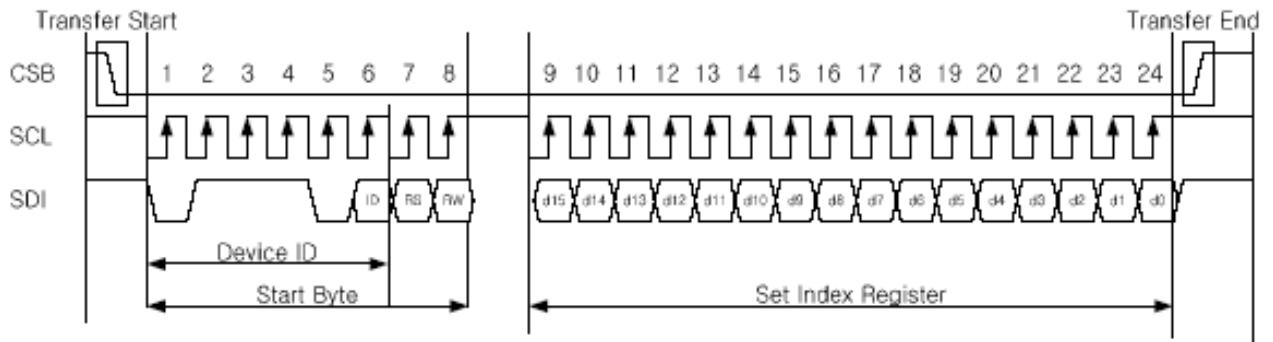 Transfer Start Transfer End
CSB 1 2 3 4 5 6 7 8 9 10 11 12 13 14 15 16 17 18 19 20 21 22 23 24
SCL
SDI ID RS RW d15 d14 d13 d12 d11 d10 d9 d8 d7 d6 d5 d4 d3 d2 d1 d0
Device ID
Start Byte Set Index Register